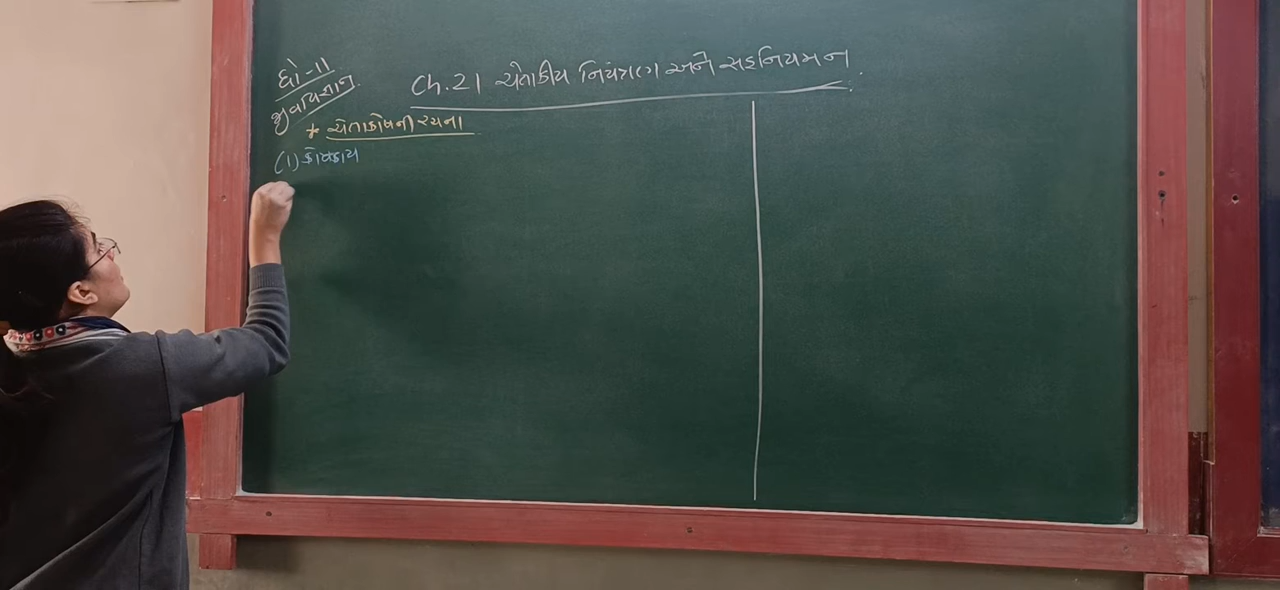 ધો-11
જીવવિજ્ઞાન
Ch.21 ચેતાકીય નિયંત્રણ અને સહનિયમન.
* ચેતાકોષની રચના
(1) કોષકાય